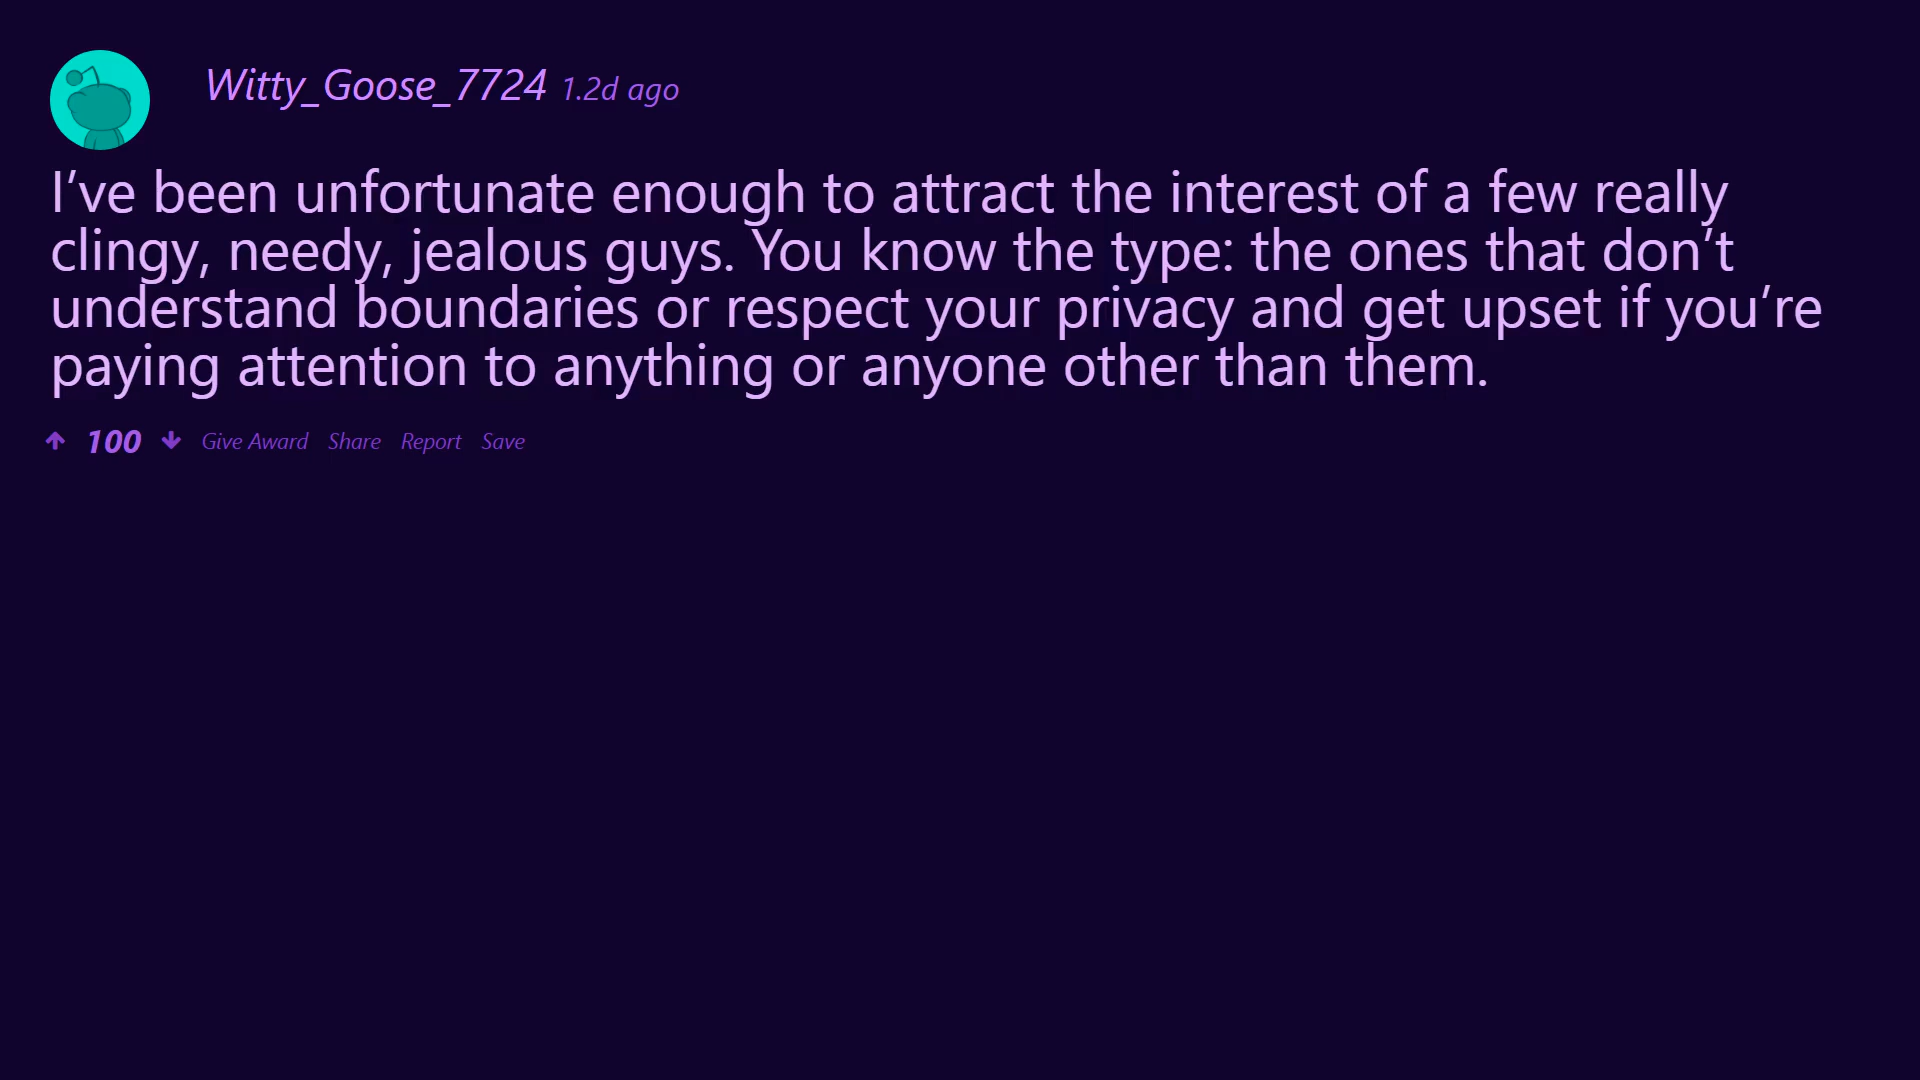 Witty_Goose_7724 1.2d ago
I’ve been unfortunate enough to attract the interest of a few really
clingy, needy, jealous guys. You know the type: the ones that don’t
understand boundaries or respect your privacy and get upset if you’re
paying attention to anything or anyone other than them.
100 Give Award Share Report Save